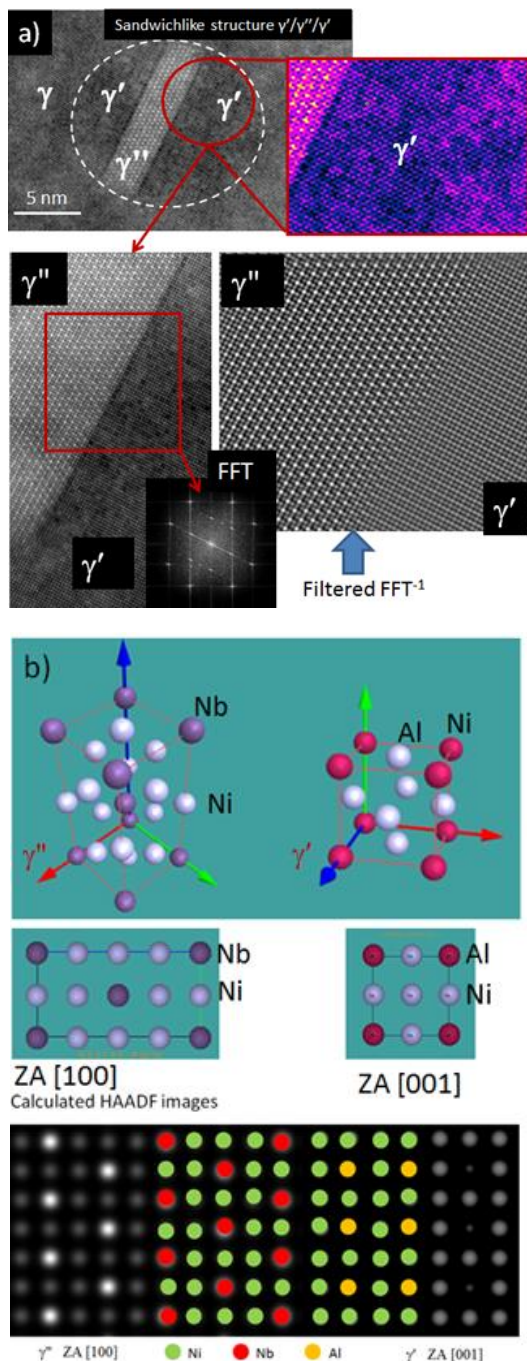 a)
Sandwichlike structure γ'/γ''/γ'
γ
γ'
γ'
γ''
5 nm
γ'
γ''
γ''
FFT
γ'
γ'
Filtered FFT⁻¹
b)
Nb
Ni
γ''
Al
Ni
γ'
Nb
Ni
Al
Ni
ZA [100]
ZA [001]
Calculated HAADF images
γ'' ZA [100] Ni Nb Al γ' ZA [001]